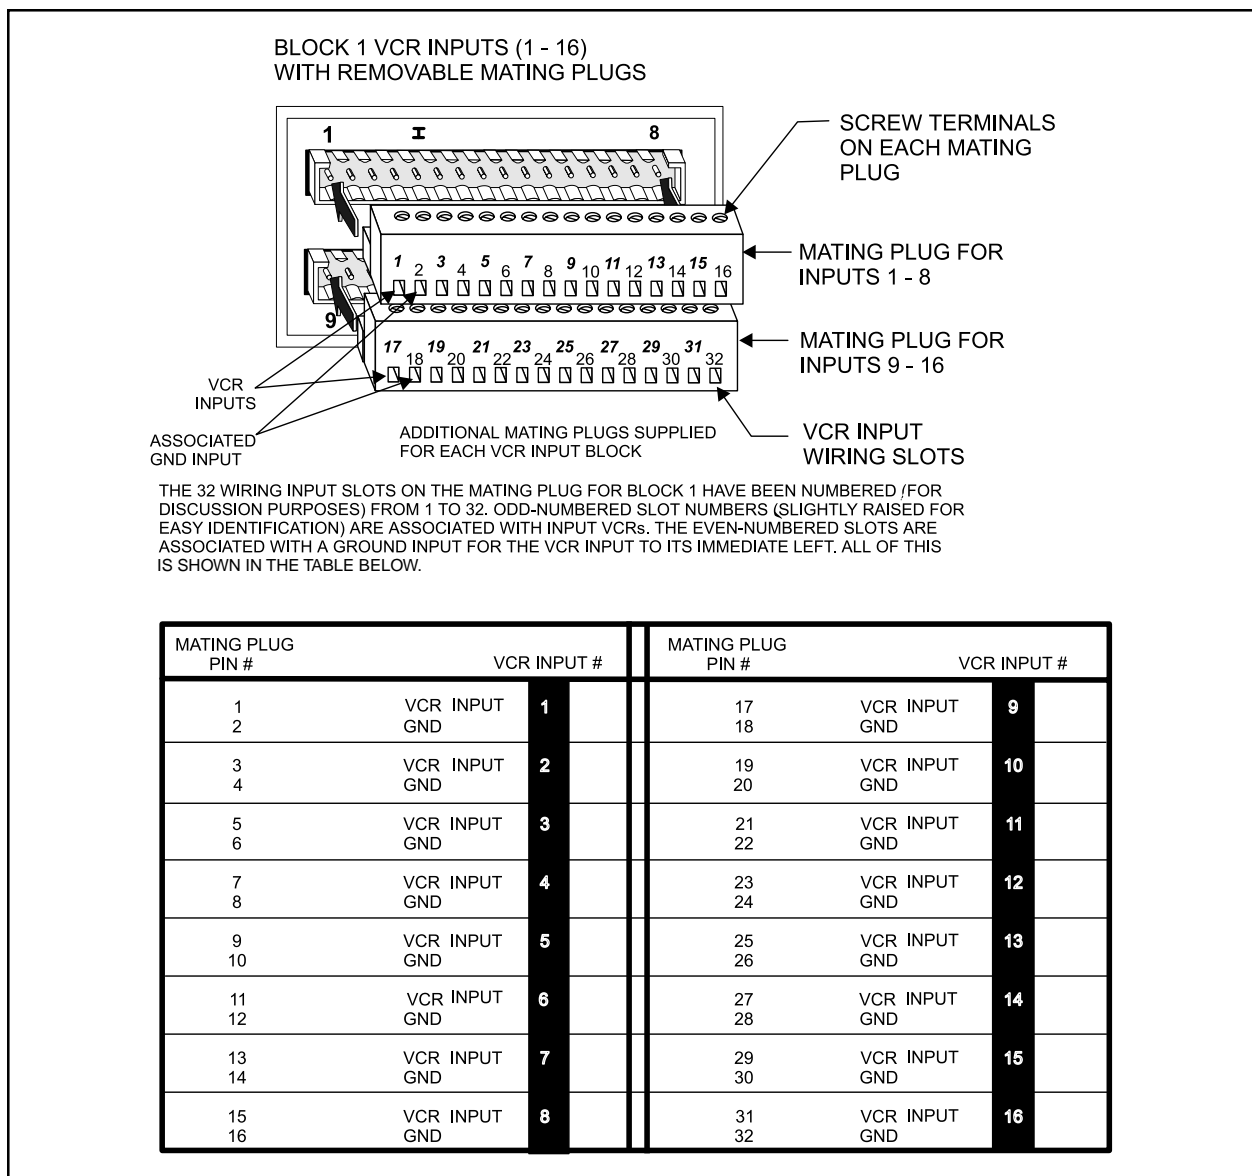 BLOCK 1 VCR INPUTS (1 - 16)
WITH REMOVABLE MATING PLUGS
1 I 8
SCREW TERMINALS
ON EACH MATING
PLUG
1 2 3 4 5 6 7 8 9 10 11 12 13 14 15 16
MATING PLUG FOR
INPUTS 1 - 8
9
17 18 19 20 21 22 23 24 25 26 27 28 29 30 31 32
MATING PLUG FOR
INPUTS 9 - 16
VCR
INPUTS
ASSOCIATED
GND INPUT
ADDITIONAL MATING PLUGS SUPPLIED
FOR EACH VCR INPUT BLOCK
VCR INPUT
WIRING SLOTS
THE 32 WIRING INPUT SLOTS ON THE MATING PLUG FOR BLOCK 1 HAVE BEEN NUMBERED (FOR
DISCUSSION PURPOSES) FROM 1 TO 32. ODD-NUMBERED SLOT NUMBERS (SLIGHTLY RAISED FOR
EASY IDENTIFICATION) ARE ASSOCIATED WITH INPUT VCRs. THE EVEN-NUMBERED SLOTS ARE
ASSOCIATED WITH A GROUND INPUT FOR THE VCR INPUT TO ITS IMMEDIATE LEFT. ALL OF THIS
IS SHOWN IN THE TABLE BELOW.
MATING PLUG MATING PLUG
PIN # VCR INPUT # PIN # VCR INPUT #
1 VCR INPUT 1 17 VCR INPUT 9
2 GND 18 GND
3 VCR INPUT 2 19 VCR INPUT 10
4 GND 20 GND
5 VCR INPUT 3 21 VCR INPUT 11
6 GND 22 GND
7 VCR INPUT 4 23 VCR INPUT 12
8 GND 24 GND
9 VCR INPUT 5 25 VCR INPUT 13
10 GND 26 GND
11 VCR INPUT 6 27 VCR INPUT 14
12 GND 28 GND
13 VCR INPUT 7 29 VCR INPUT 15
14 GND 30 GND
15 VCR INPUT 8 31 VCR INPUT 16
16 GND 32 GND